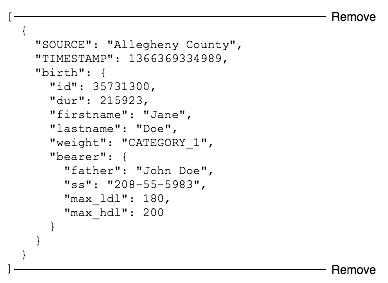 [ Remove
{
"SOURCE": "Allegheny County",
"TIMESTAMP": 1366369334989,
"birth": {
"id": 35731300,
"dur": 215923,
"firstname": "Jane",
"lastname": "Doe",
"weight": "CATEGORY_1",
"bearer": {
"father": "John Doe",
"ss": "208-55-5983",
"max_ldl": 180,
"max_hdl": 200
}
}
}
] Remove